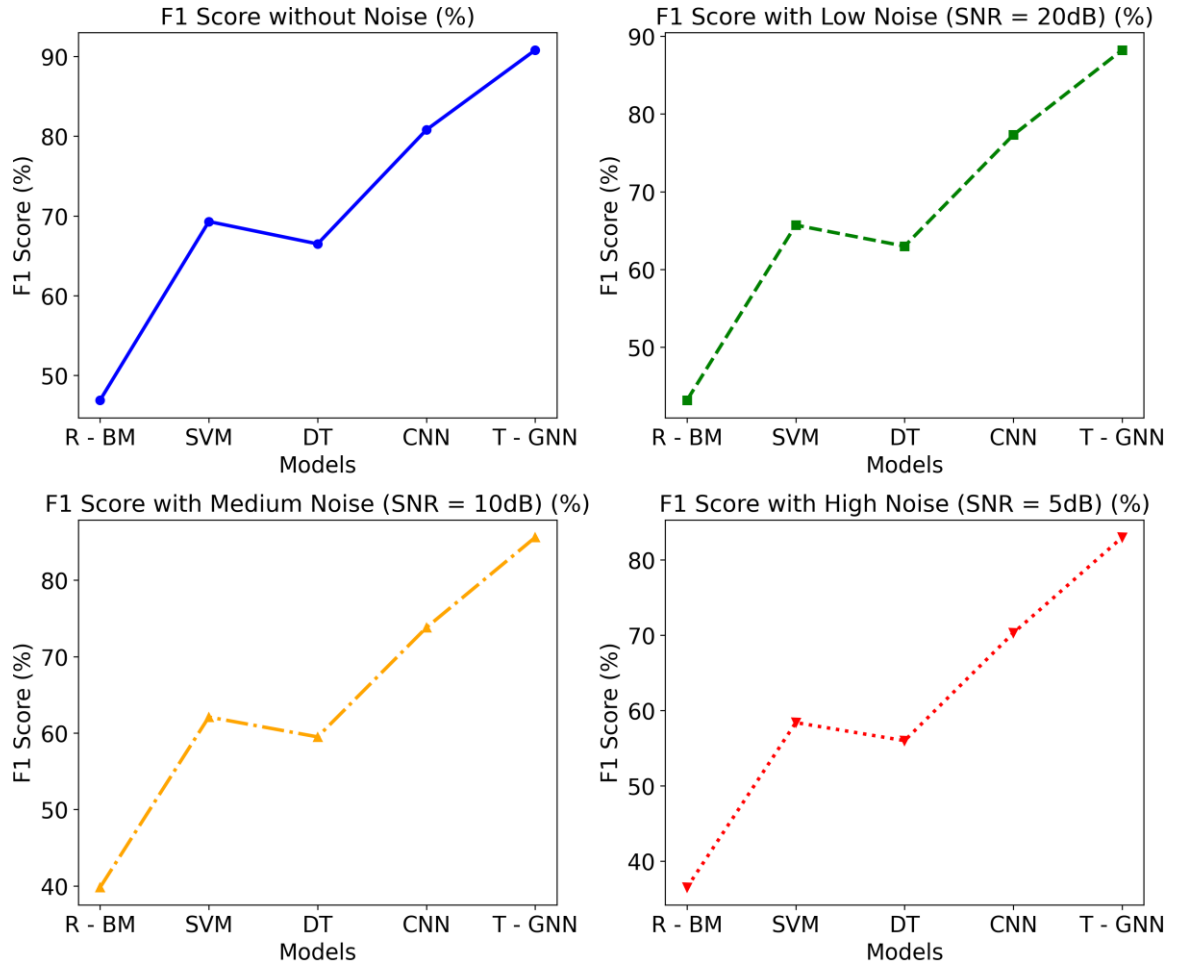 F1 Score without Noise (%)
F1 Score (%)
90
80
70
60
50
R - BM SVM DT CNN T - GNN
Models
F1 Score with Low Noise (SNR = 20dB) (%)
F1 Score (%)
90
80
70
60
50
R - BM SVM DT CNN T - GNN
Models
F1 Score with Medium Noise (SNR = 10dB) (%)
F1 Score (%)
80
70
60
50
40
R - BM SVM DT CNN T - GNN
Models
F1 Score with High Noise (SNR = 5dB) (%)
F1 Score (%)
80
70
60
50
40
R - BM SVM DT CNN T - GNN
Models